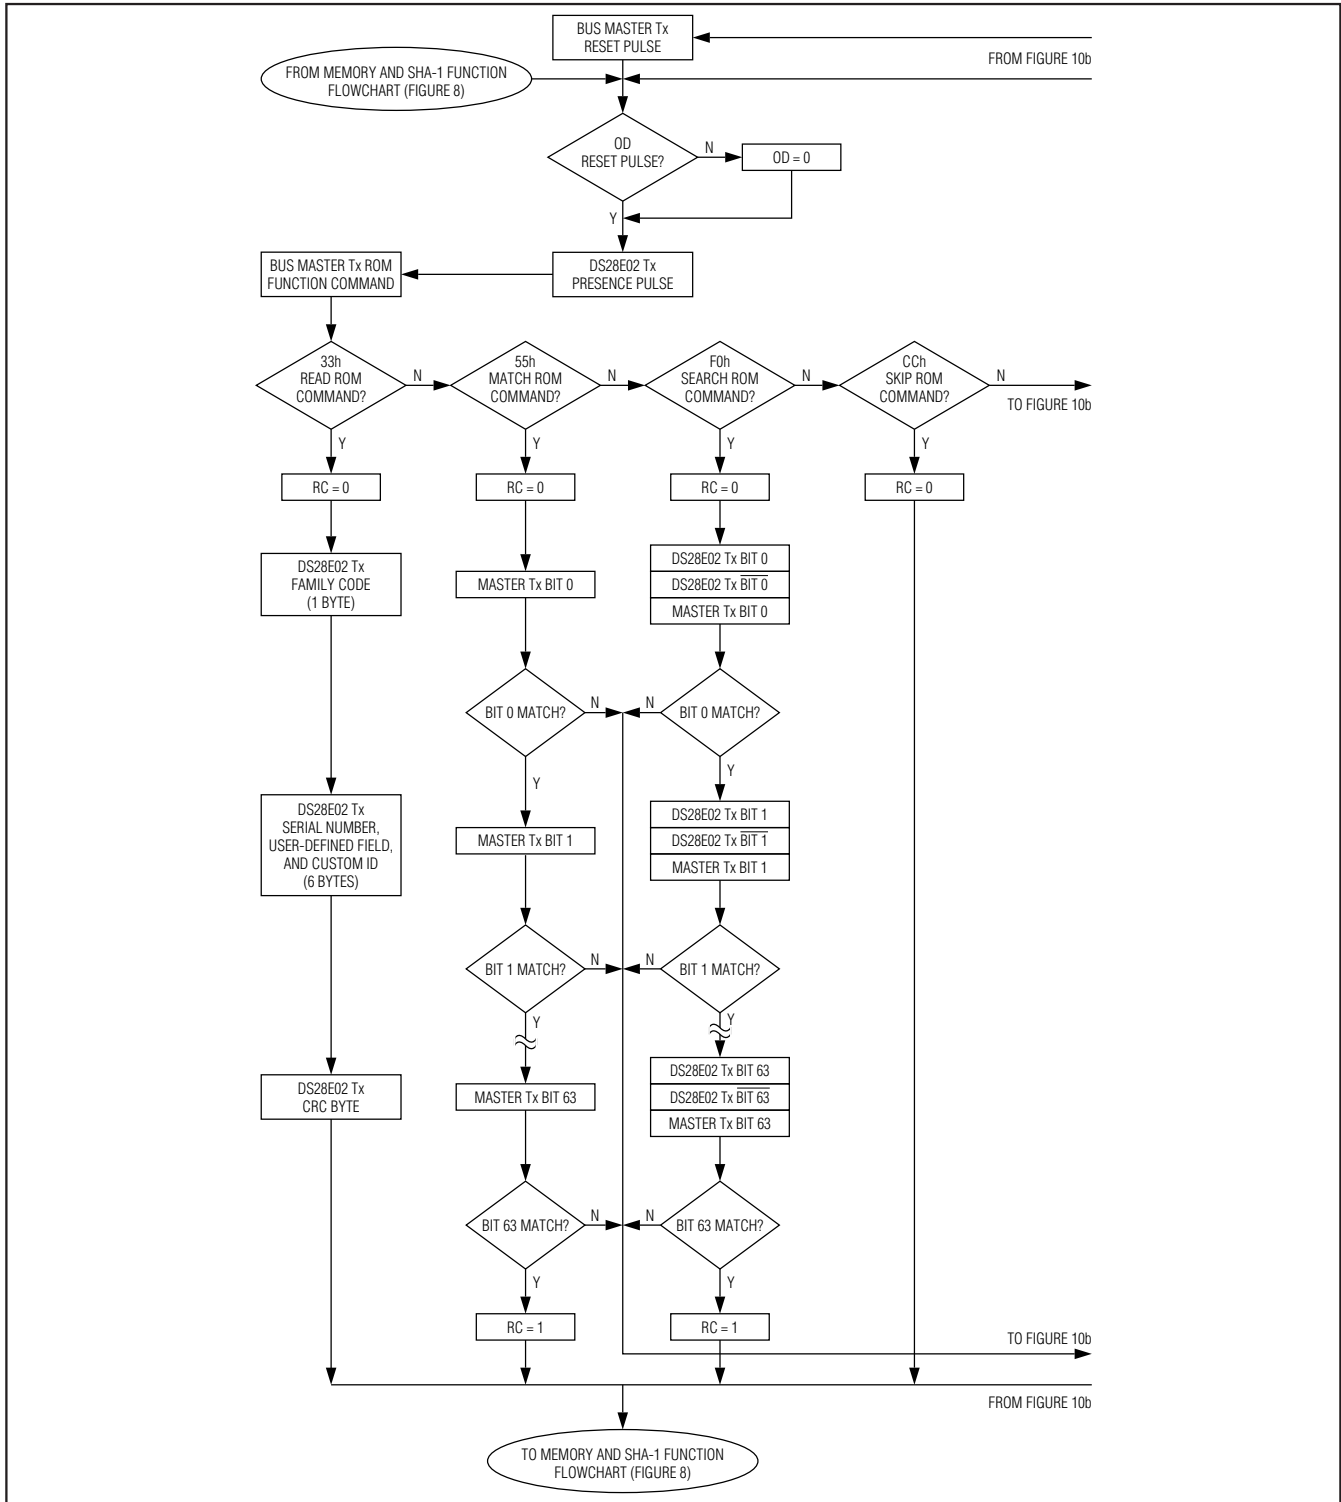 BUS MASTER Tx
RESET PULSE
FROM FIGURE 10b
FROM MEMORY AND SHA-1 FUNCTION
FLOWCHART (FIGURE 8)
OD
RESET PULSE?
N
OD = 0
Y
BUS MASTER Tx ROM
FUNCTION COMMAND
DS28E02 Tx
PRESENCE PULSE
33h
READ ROM
COMMAND?
N
55h
MATCH ROM
COMMAND?
N
F0h
SEARCH ROM
COMMAND?
N
CCh
SKIP ROM
COMMAND?
N
TO FIGURE 10b
Y
Y
Y
Y
RC = 0
RC = 0
RC = 0
RC = 0
DS28E02 Tx
FAMILY CODE
(1 BYTE)
MASTER Tx BIT 0
DS28E02 Tx BIT 0
DS28E02 Tx B̅I̅T̅ ̅0̅
MASTER Tx BIT 0
BIT 0 MATCH?
N
N
BIT 0 MATCH?
Y
Y
DS28E02 Tx
SERIAL NUMBER,
USER-DEFINED FIELD,
AND CUSTOM ID
(6 BYTES)
MASTER Tx BIT 1
DS28E02 Tx BIT 1
DS28E02 Tx B̅I̅T̅ ̅1̅
MASTER Tx BIT 1
BIT 1 MATCH?
N
N
BIT 1 MATCH?
Y
Y
DS28E02 Tx
CRC BYTE
MASTER Tx BIT 63
DS28E02 Tx BIT 63
DS28E02 Tx B̅I̅T̅ ̅6̅3̅
MASTER Tx BIT 63
BIT 63 MATCH?
N
N
BIT 63 MATCH?
Y
Y
RC = 1
RC = 1
TO FIGURE 10b
FROM FIGURE 10b
TO MEMORY AND SHA-1 FUNCTION
FLOWCHART (FIGURE 8)